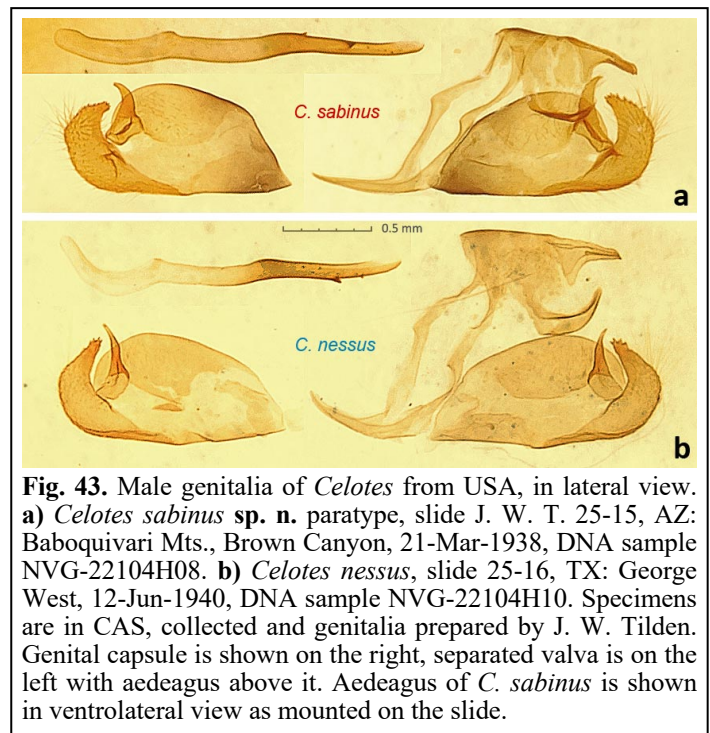 C. sabinus
a
0.5 mm
C. nessus
b
Fig. 43. Male genitalia of Celotes from USA, in lateral view.
a) Celotes sabinus sp. n. paratype, slide J. W. T. 25-15, AZ:
Baboquivari Mts., Brown Canyon, 21-Mar-1938, DNA sample
NVG-22104H08. b) Celotes nessus, slide 25-16, TX: George
West, 12-Jun-1940, DNA sample NVG-22104H10. Specimens
are in CAS, collected and genitalia prepared by J. W. Tilden.
Genital capsule is shown on the right, separated valva is on the
left with aedeagus above it. Aedeagus of C. sabinus is shown
in ventrolateral view as mounted on the slide.